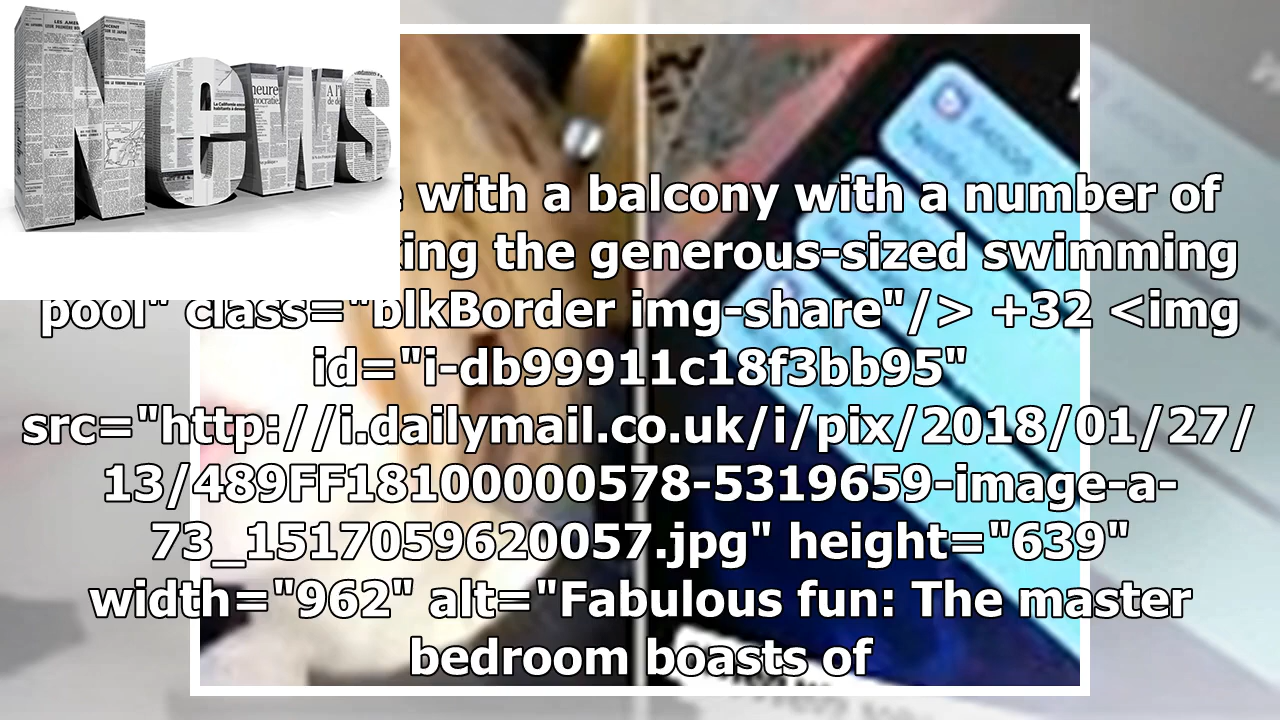 News
with a balcony with a number of
king the generous-sized swimming
pool" class="blkBorder img-share"/> +32 <img
id="i-db99911c18f3bb95"
src="http://i.dailymail.co.uk/i/pix/2018/01/27/
13/489FF18100000578-5319659-image-a-
73_1517059620057.jpg" height="639"
width="962" alt="Fabulous fun: The master
bedroom boasts of